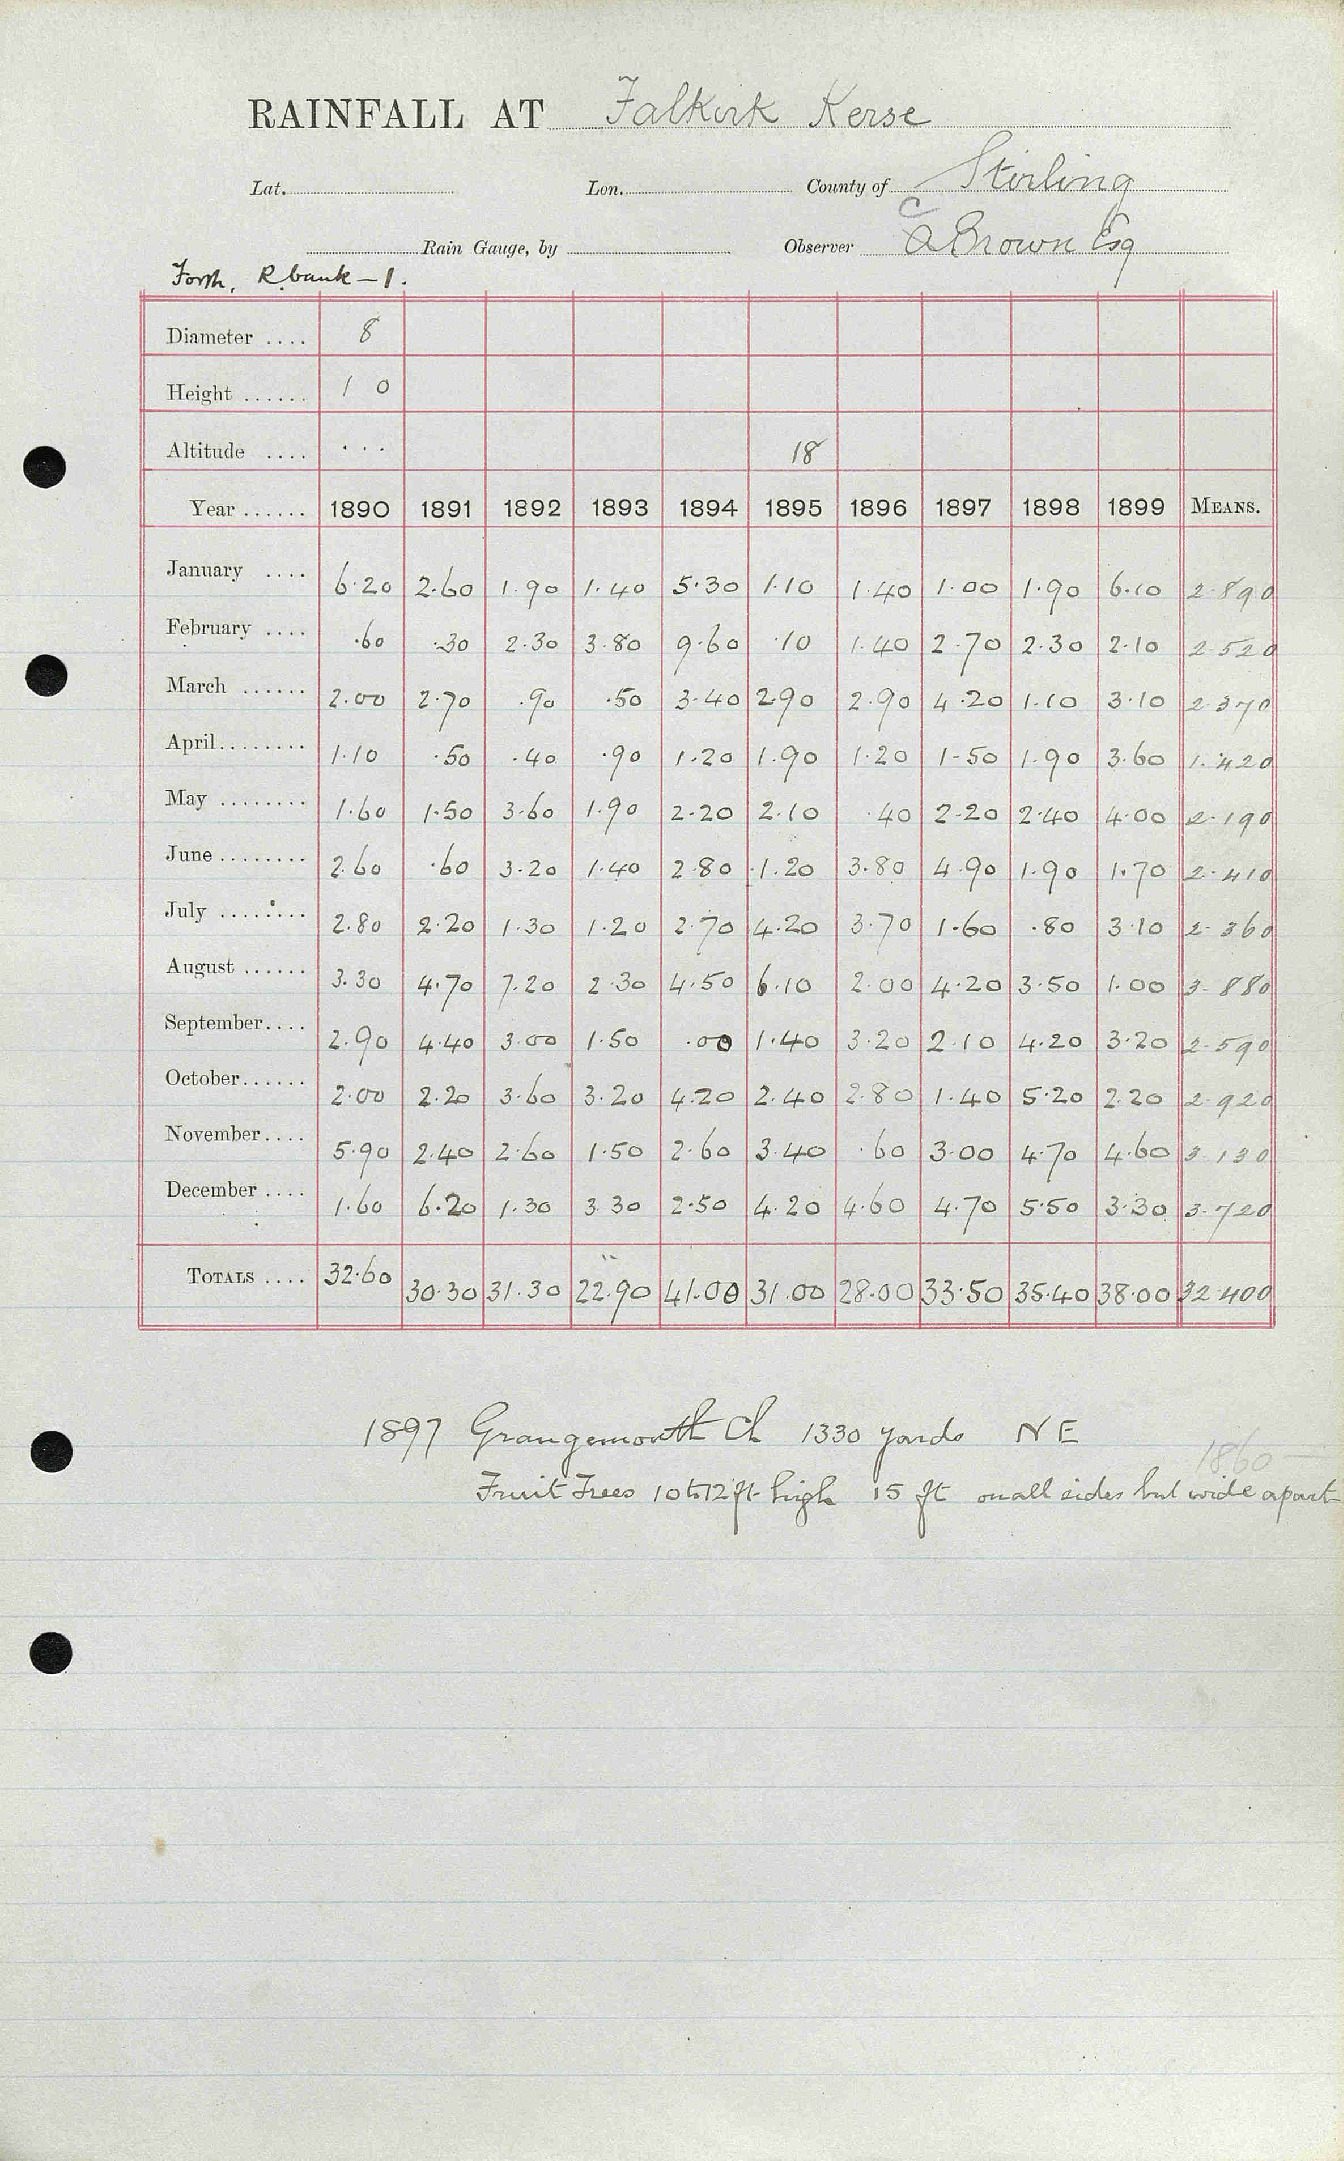 RAINFALL AT Falkirk Kerse
Lat. Lon. County of Stirling
Rain Gauge, by Observer C Brown Esq
Forth, R. bank – 1.
Diameter .... 8
Height ...... 1 0
Altitude .... ... 18
Year ...... 1890 1891 1892 1893 1894 1895 1896 1897 1898 1899 MEANS.
January .... 6.20 2.60 1.90 1.40 5.30 1.10 1.40 1.00 1.90 6.10 2.890
February .... .60 .30 2.30 3.80 9.60 .10 1.40 2.70 2.30 2.10 2.520
March ...... 2.00 2.70 .90 .50 3.40 2.90 2.90 4.20 1.10 3.10 2.370
April........ 1.10 .50 .40 .90 1.20 1.90 1.20 1.50 1.90 3.60 1.420
May ........ 1.60 1.50 3.60 1.90 2.20 2.10 .40 2.20 2.40 4.00 2.190
June ........ 2.60 .60 3.20 1.40 2.80 1.20 3.80 4.90 1.90 1.70 2.410
July ........ 2.80 2.20 1.30 1.20 2.70 4.20 3.70 1.60 .80 3.10 2.360
August ...... 3.30 4.70 7.20 2.30 4.50 6.10 2.00 4.20 3.50 1.00 3.880
September.... 2.90 4.40 3.00 1.50 .00 1.40 3.20 2.10 4.20 3.20 2.590
October...... 2.00 2.20 3.60 3.20 4.20 2.40 2.80 1.40 5.20 2.20 2.920
November.... 5.90 2.40 2.60 1.50 2.60 3.40 .60 3.00 4.70 4.60 3.130
December .... 1.60 6.20 1.30 3.30 2.50 4.20 4.60 4.70 5.50 3.30 3.720
TOTALS .... 32.60 30.30 31.30 22.90 41.00 31.00 28.00 33.50 35.40 38.00 32.400
1897 Grangemouth Ch 1330 yards NE
1860 –
Fruit Trees 10 to 12 ft. high 15 ft on all sides but wide apart